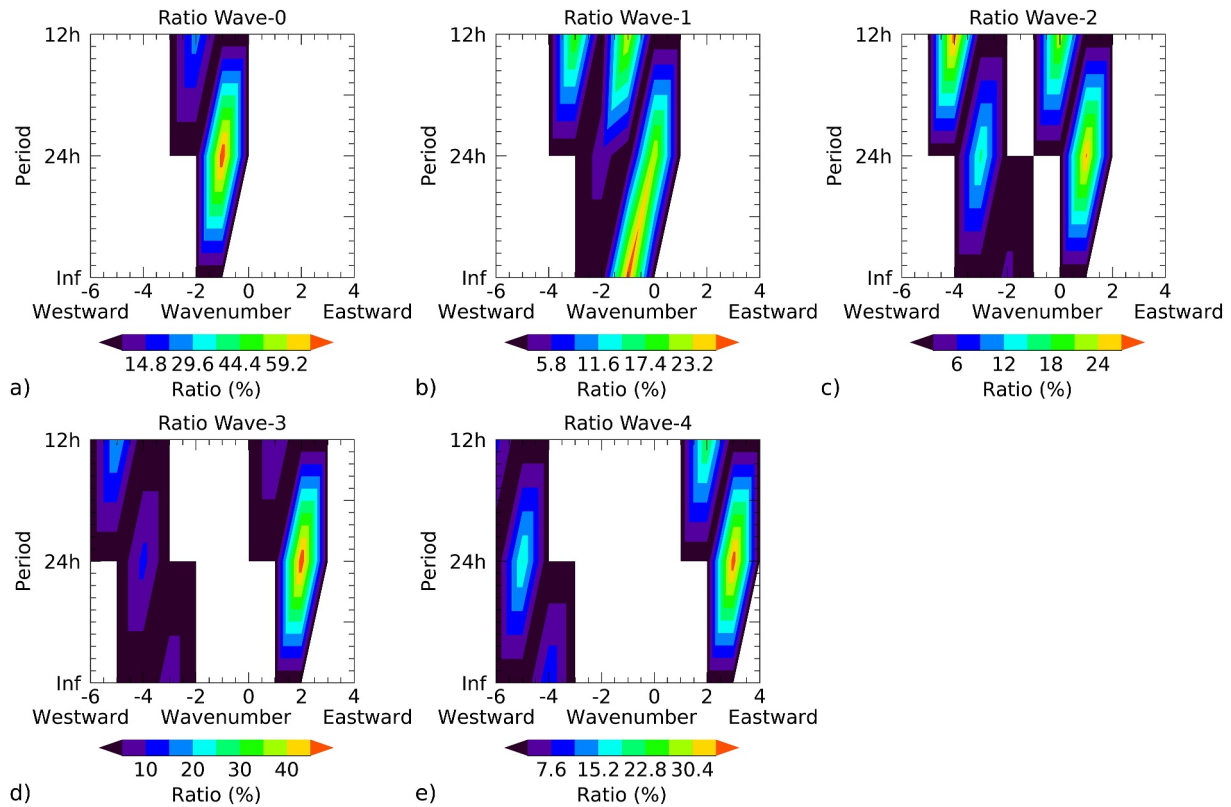 Ratio Wave-0
12h
24h
Inf
Period
-6 -4 -2 0 2 4
Westward Wavenumber Eastward
14.8 29.6 44.4 59.2
Ratio (%)
a)
Ratio Wave-1
12h
24h
Inf
Period
-6 -4 -2 0 2 4
Westward Wavenumber Eastward
5.8 11.6 17.4 23.2
Ratio (%)
b)
Ratio Wave-2
12h
24h
Inf
Period
-6 -4 -2 0 2 4
Westward Wavenumber Eastward
6 12 18 24
Ratio (%)
c)
Ratio Wave-3
12h
24h
Inf
Period
-6 -4 -2 0 2 4
Westward Wavenumber Eastward
10 20 30 40
Ratio (%)
d)
Ratio Wave-4
12h
24h
Inf
Period
-6 -4 -2 0 2 4
Westward Wavenumber Eastward
7.6 15.2 22.8 30.4
Ratio (%)
e)